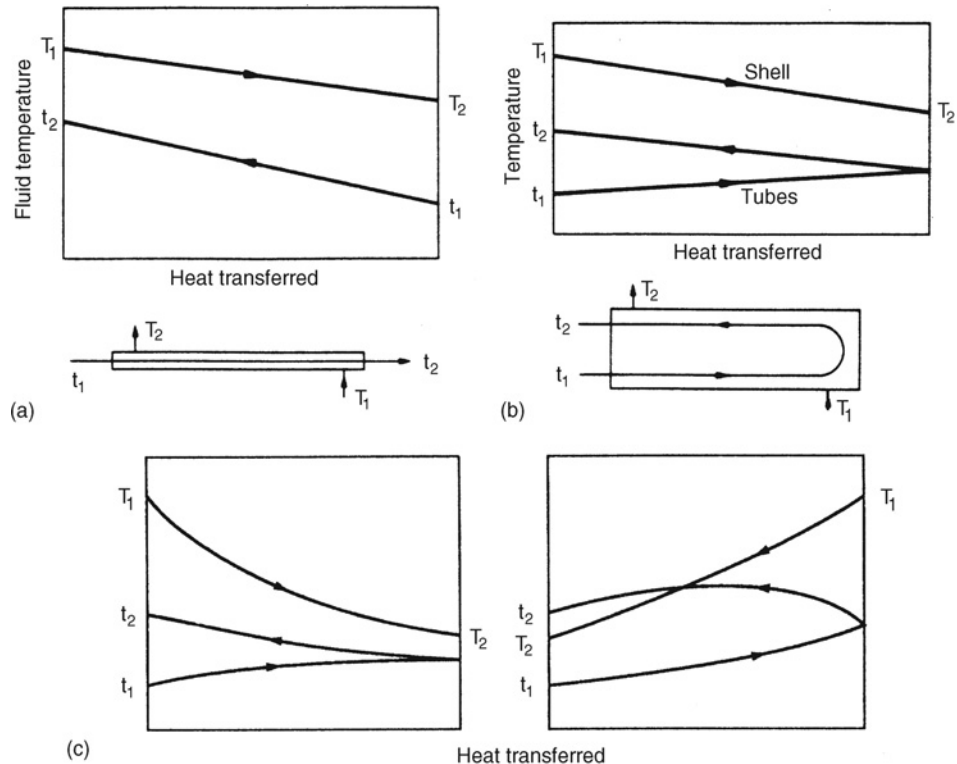 Fluid temperature
T₁
t₂
T₂
t₁
Heat transferred
T₂
t₁
t₂
T₁
(a)
Temperature
T₁
t₂
t₁
Shell
Tubes
T₂
Heat transferred
T₂
t₂
t₁
T₁
(b)
T₁
t₂
t₁
T₂
T₁
t₂
T₂
t₁
(c)
Heat transferred